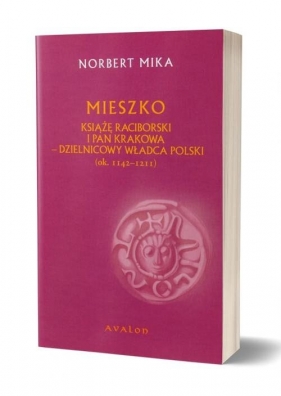 NORBERT MIKA
MIESZKO
KSIĄŻĘ RACIBORSKI
I PAN KRAKOWA
– DZIELNICOWY WŁADCA POLSKI
(ok. 1142–1211)
AVALON